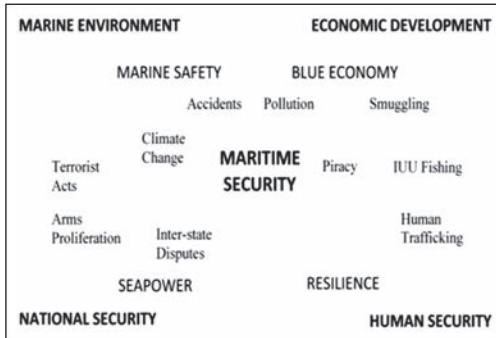 MARINE ENVIRONMENT
ECONOMIC DEVELOPMENT
MARINE SAFETY
BLUE ECONOMY
Accidents
Pollution
Smuggling
Climate
Change
MARITIME
SECURITY
Terrorist
Acts
Piracy
IUU Fishing
Arms
Proliferation
Inter-state
Disputes
Human
Trafficking
SEAPOWER
RESILIENCE
NATIONAL SECURITY
HUMAN SECURITY